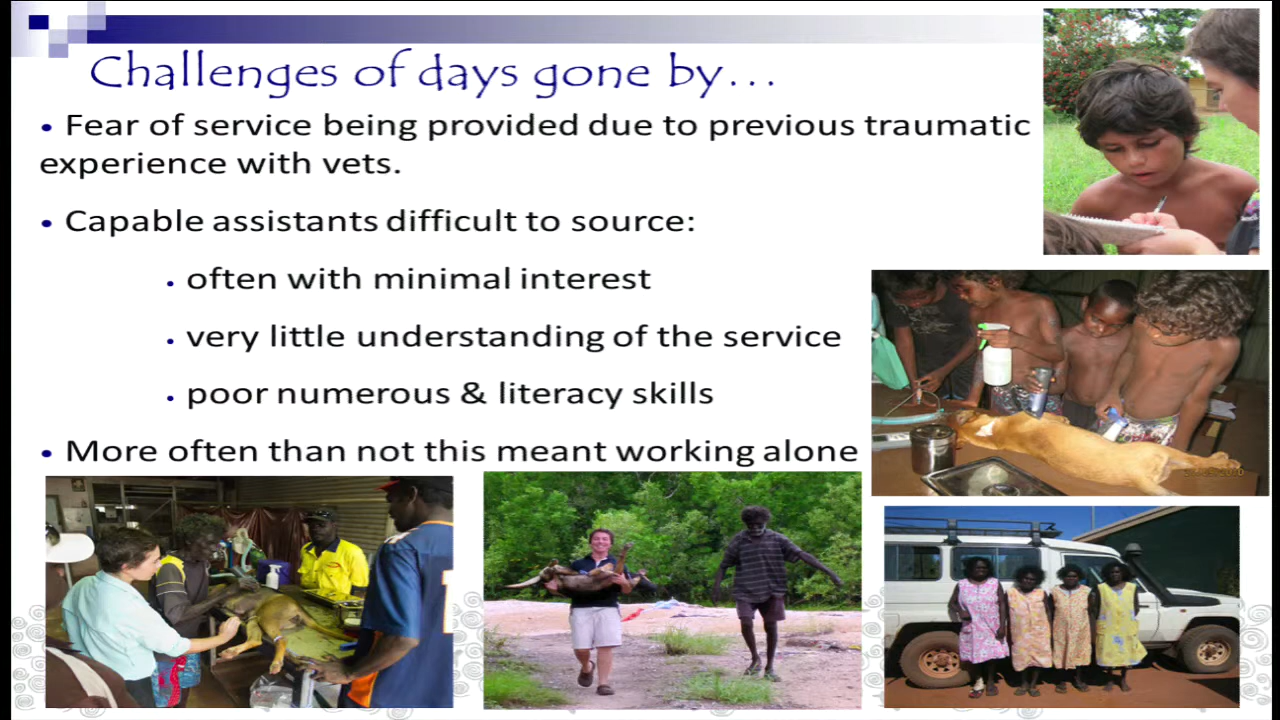 Challenges of days gone by...
• Fear of service being provided due to previous traumatic
experience with vets.
• Capable assistants difficult to source:
• often with minimal interest
• very little understanding of the service
• poor numerous & literacy skills
• More often than not this meant working alone